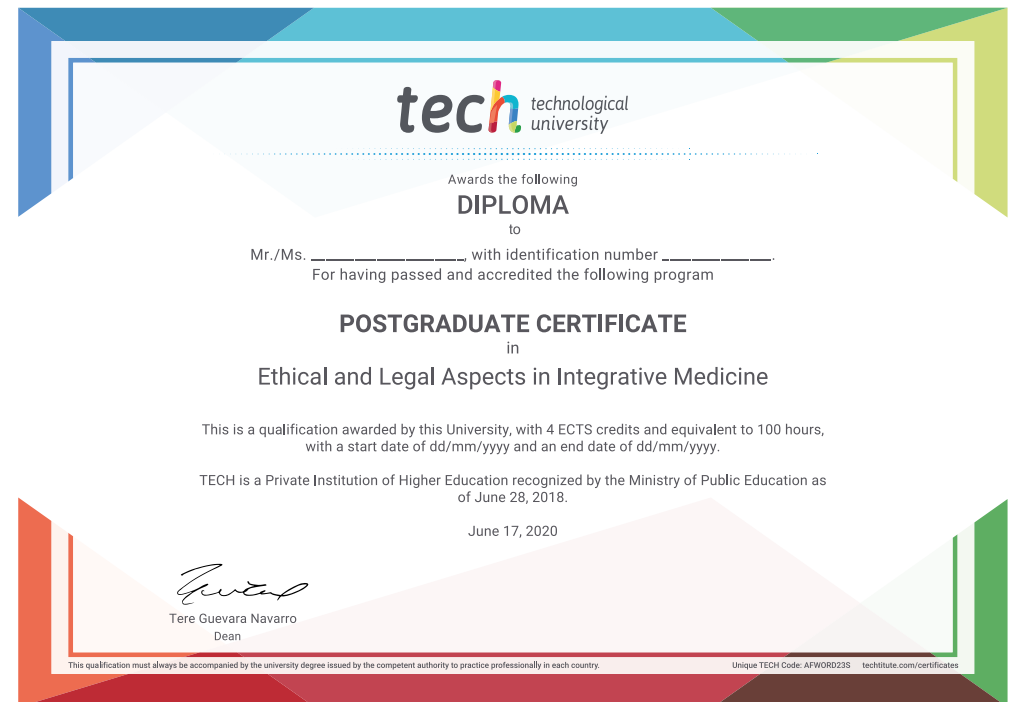 tech technological
university
Awards the following
DIPLOMA
to
Mr./Ms. ____________________, with identification number ______________.
For having passed and accredited the following program
POSTGRADUATE CERTIFICATE
in
Ethical and Legal Aspects in Integrative Medicine
This is a qualification awarded by this University, with 4 ECTS credits and equivalent to 100 hours,
with a start date of dd/mm/yyyy and an end date of dd/mm/yyyy.
TECH is a Private Institution of Higher Education recognized by the Ministry of Public Education as
of June 28, 2018.
June 17, 2020
Tere Guevara Navarro
Dean
This qualification must always be accompanied by the university degree issued by the competent authority to practice professionally in each country.
Unique TECH Code: AFWORD23S techtitute.com/certificates